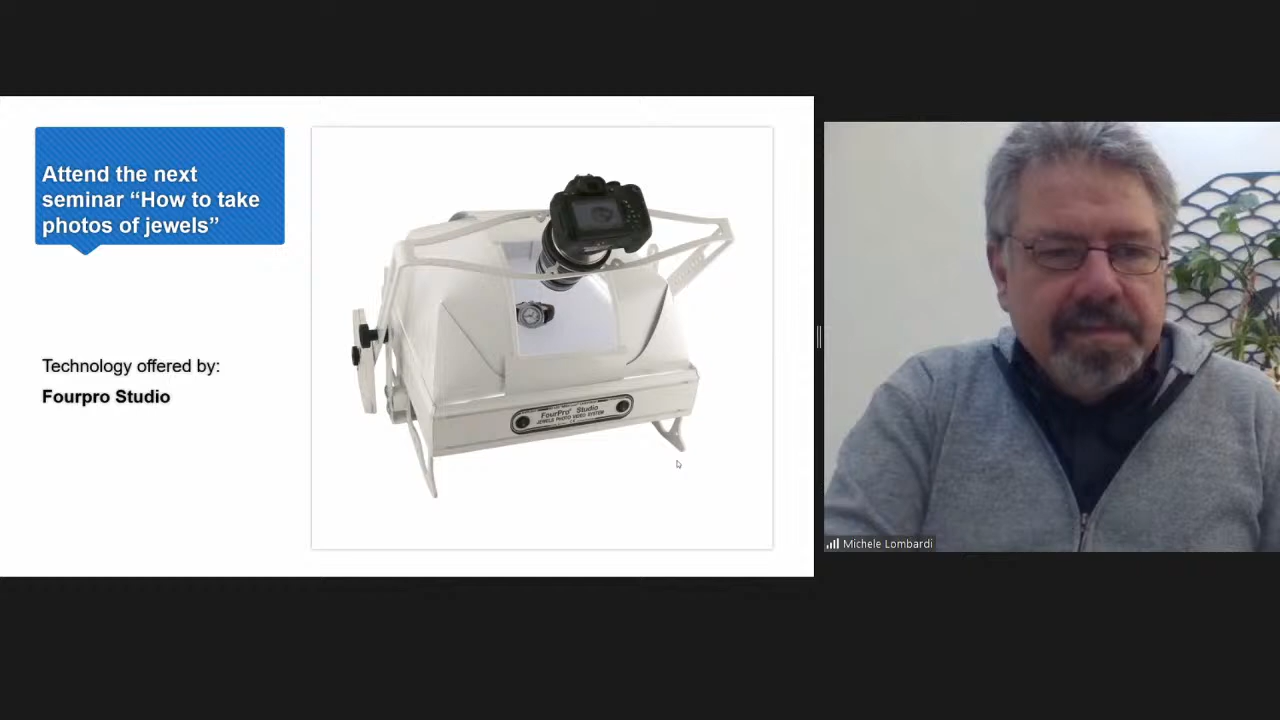 Attend the next
seminar “How to take
photos of jewels”
Technology offered by:
Fourpro Studio
FourPro® Studio
JEWELS PHOTO VIDEO SYSTEM
Michele Lombardi